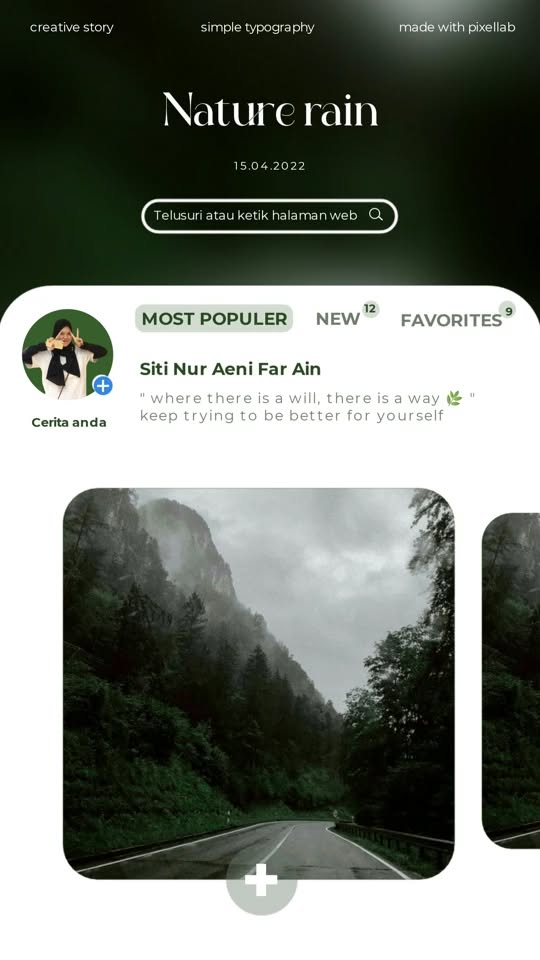 creative story simple typography made with pixellab
Nature rain
15.04.2022
Telusuri atau ketik halaman web
MOST POPULER NEW 12 FAVORITES 9
Siti Nur Aeni Far Ain
" where there is a will, there is a way 🌿 "
keep trying to be better for yourself
Cerita anda